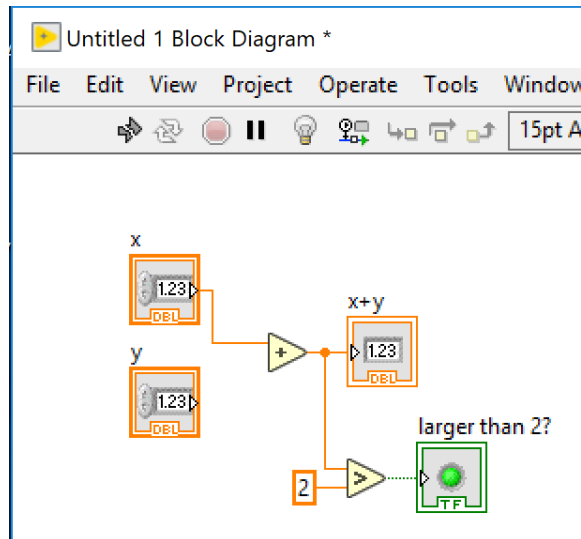 Untitled 1 Block Diagram *
File Edit View Project Operate Tools Window
15pt A
x
1.23
DBL
x+y
+
1.23
DBL
y
1.23
DBL
larger than 2?
2
>
TF